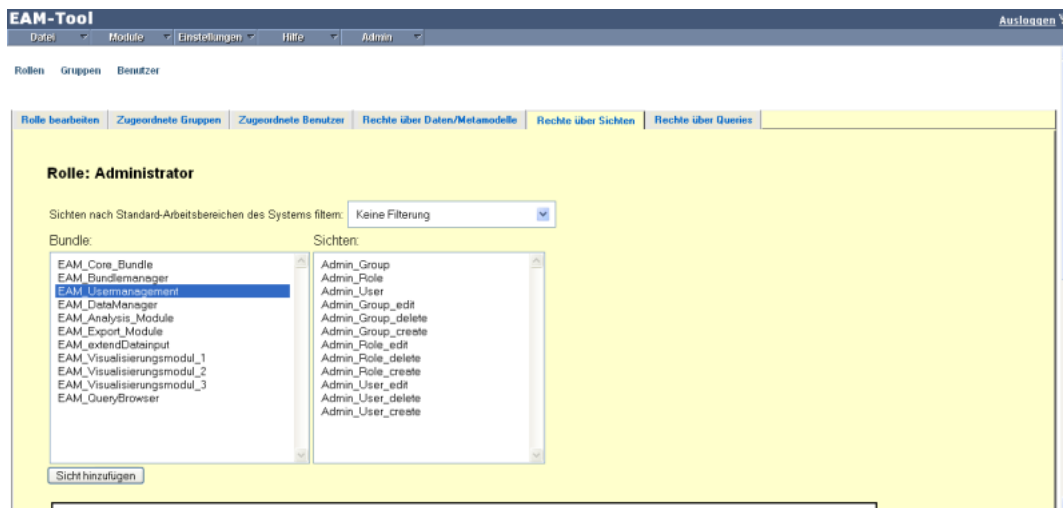 EAM-Tool
Ausloggen
Datei Module Einstellungen Hilfe Admin
Rollen Gruppen Benutzer
Rolle bearbeiten Zugeordnete Gruppen Zugeordnete Benutzer Rechte über Daten/Metamodelle Rechte über Sichten Rechte über Queries
Rolle: Administrator
Sichten nach Standard-Arbeitsbereichen des Systems filtern: Keine Filterung
Bundle:
EAM_Core_Bundle
EAM_Bundlemanager
EAM_Usermanagement
EAM_DataManager
EAM_Analysis_Module
EAM_Export_Module
EAM_extendDatainput
EAM_Visualisierungsmodul_1
EAM_Visualisierungsmodul_2
EAM_Visualisierungsmodul_3
EAM_QueryBrowser
Sichten:
Admin_Group
Admin_Role
Admin_User
Admin_Group_edit
Admin_Group_delete
Admin_Group_create
Admin_Role_edit
Admin_Role_delete
Admin_Role_create
Admin_User_edit
Admin_User_delete
Admin_User_create
Sicht hinzufügen